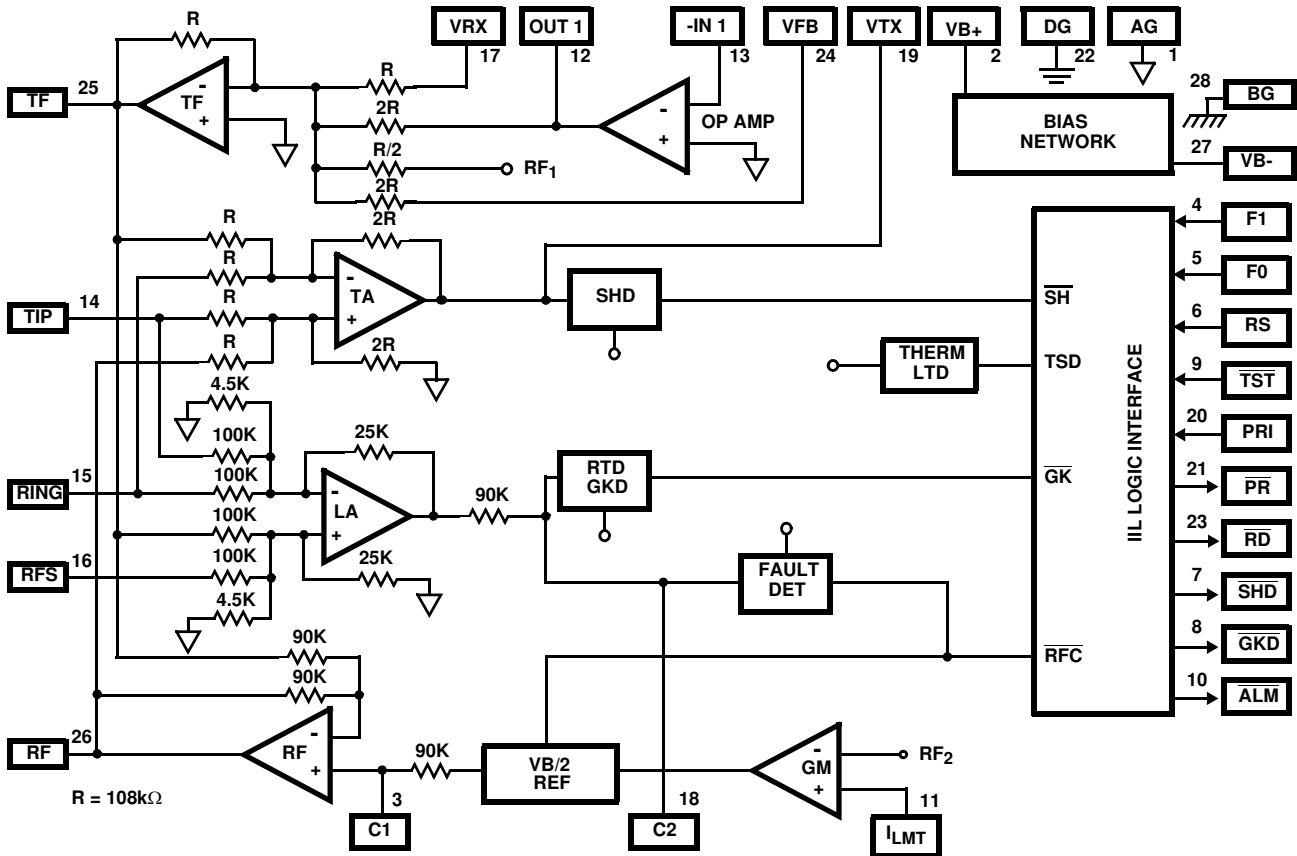 R
VRX
OUT 1
-IN 1
VFB
VTX
VB+
DG
AG
17
12
13
24
19
2
22
1
25
TF
-
TF
+
R
2R
R/2
2R
2R
RF1
-
+
OP AMP
BIAS
NETWORK
28
BG
27
VB-
R
R
R
R
14
TIP
-
TA
+
2R
SHD
THERM
LTD
SH
TSD
GK
RFC
IIL LOGIC INTERFACE
4
F1
5
F0
6
RS
9
TST
20
PRI
21
PR
23
RD
7
SHD
8
GKD
10
ALM
4.5K
100K
15
RING
100K
100K
100K
16
RFS
4.5K
25K
-
LA
+
25K
90K
RTD
GKD
FAULT
DET
90K
90K
26
RF
-
RF
+
90K
VB/2
REF
-
GM
+
RF2
R = 108kΩ
3
C1
18
C2
11
ILMT